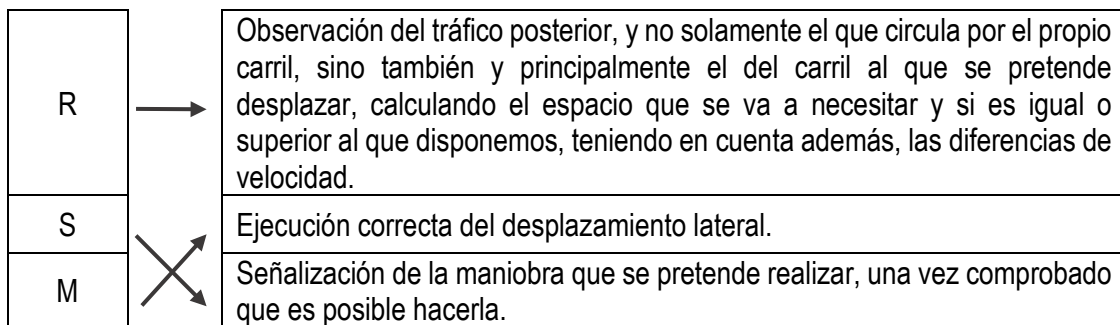 R
Observación del tráfico posterior, y no solamente el que circula por el propio
carril, sino también y principalmente el del carril al que se pretende
desplazar, calculando el espacio que se va a necesitar y si es igual o
superior al que disponemos, teniendo en cuenta además, las diferencias de
velocidad.
S
Ejecución correcta del desplazamiento lateral.
M
Señalización de la maniobra que se pretende realizar, una vez comprobado
que es posible hacerla.